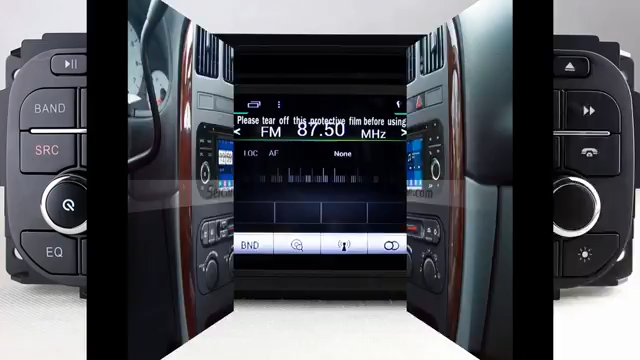 BAND
SRC
EQ
Please tear off this protective film before using
< FM 87.50 MHz >
LOC AF None
BND